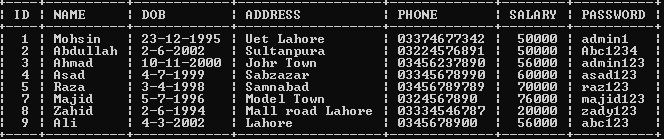 ID | NAME | DOB | ADDRESS | PHONE | SALARY | PASSWORD
1 | Mohsin | 23-12-1995 | Uet Lahore | 03374677342 | 50000 | admin1
2 | Abdullah | 2-6-2002 | Sultanpura | 03224576891 | 50000 | Abc1234
3 | Ahmad | 10-11-2000 | Johr Town | 03456237890 | 56000 | admin123
4 | Asad | 4-7-1999 | Sabzazar | 03345678990 | 60000 | asad123
5 | Raza | 3-4-1998 | Samnabad | 03456789789 | 70000 | raz123
7 | Majid | 5-7-1996 | Model Town | 0324567890 | 76000 | majid123
8 | Zahid | 2-6-1994 | Mall road Lahore | 03334546787 | 200000 | zady123
9 | Ali | 4-3-2002 | Lahore | 0345678900 | 56000 | abc123